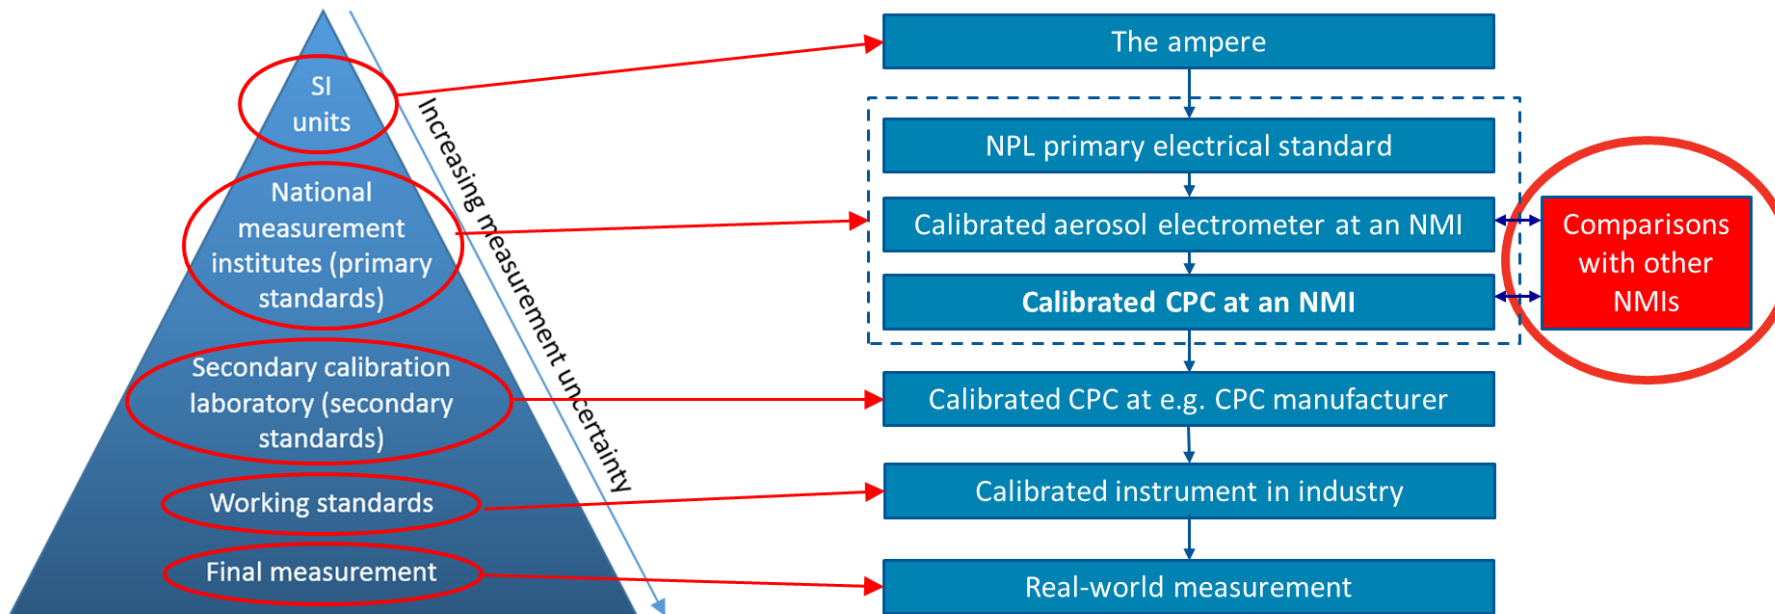 SI
units
National
measurement
institutes (primary
standards)
Secondary calibration
laboratory (secondary
standards)
Working standards
Final measurement
Increasing measurement uncertainty
The ampere
NPL primary electrical standard
Calibrated aerosol electrometer at an NMI
Calibrated CPC at an NMI
Calibrated CPC at e.g. CPC manufacturer
Calibrated instrument in industry
Real-world measurement
Comparisons
with other
NMIs